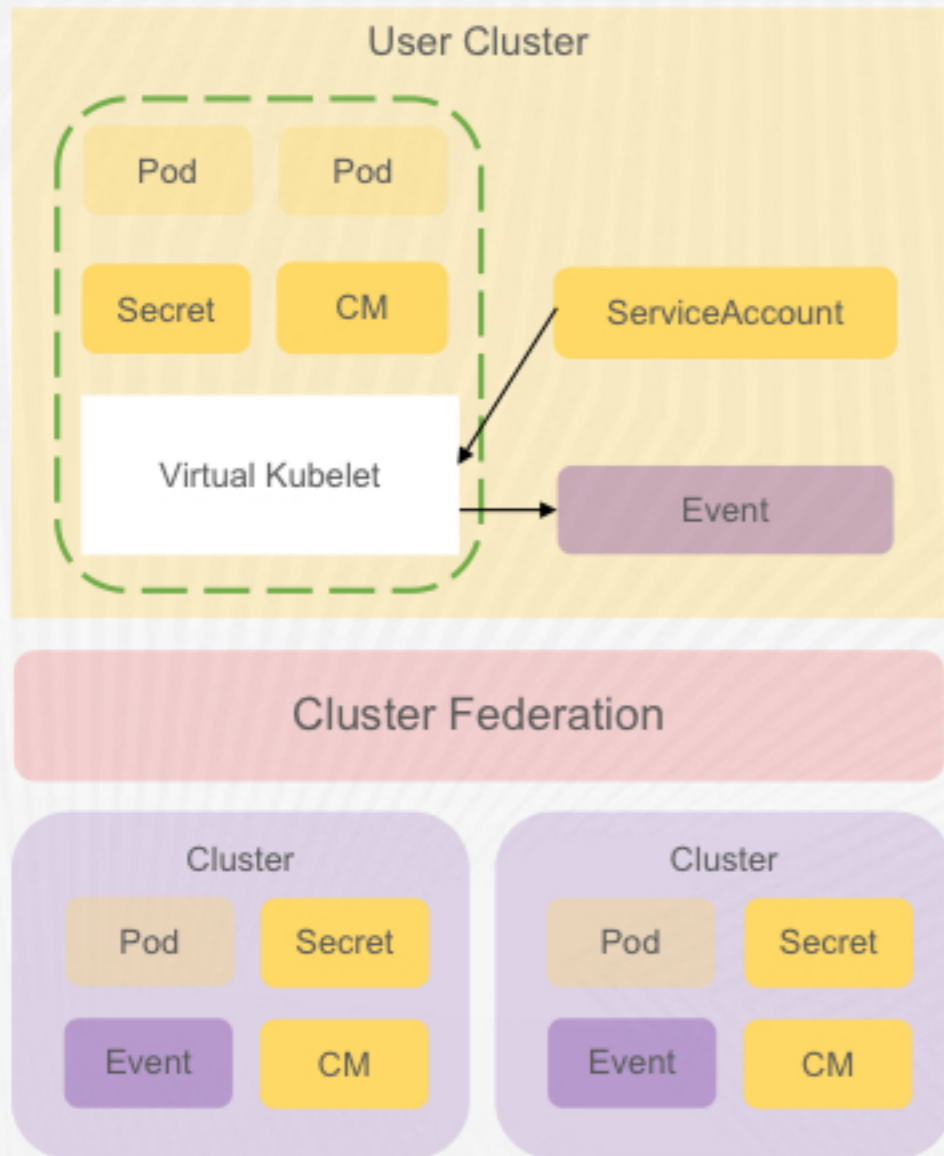 User Cluster
Pod Pod
Secret CM
ServiceAccount
Virtual Kubelet
Event
Cluster Federation
Cluster
Pod Secret
Event CM
Cluster
Pod Secret
Event CM